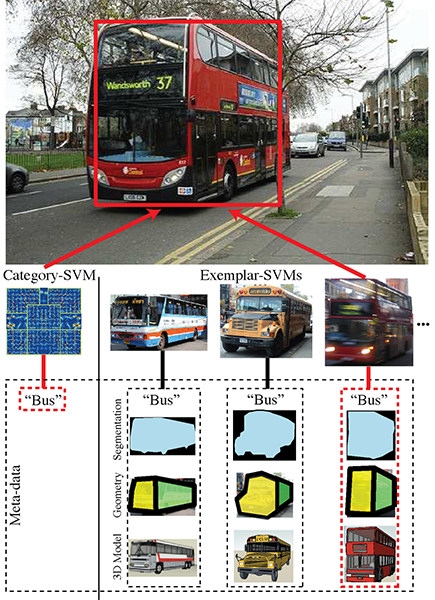 Wandsworth 37
Category-SVM
Exemplar-SVMs
...
"Bus"
"Bus"
"Bus"
"Bus"
Meta-data
Segmentation
Geometry
3D Model